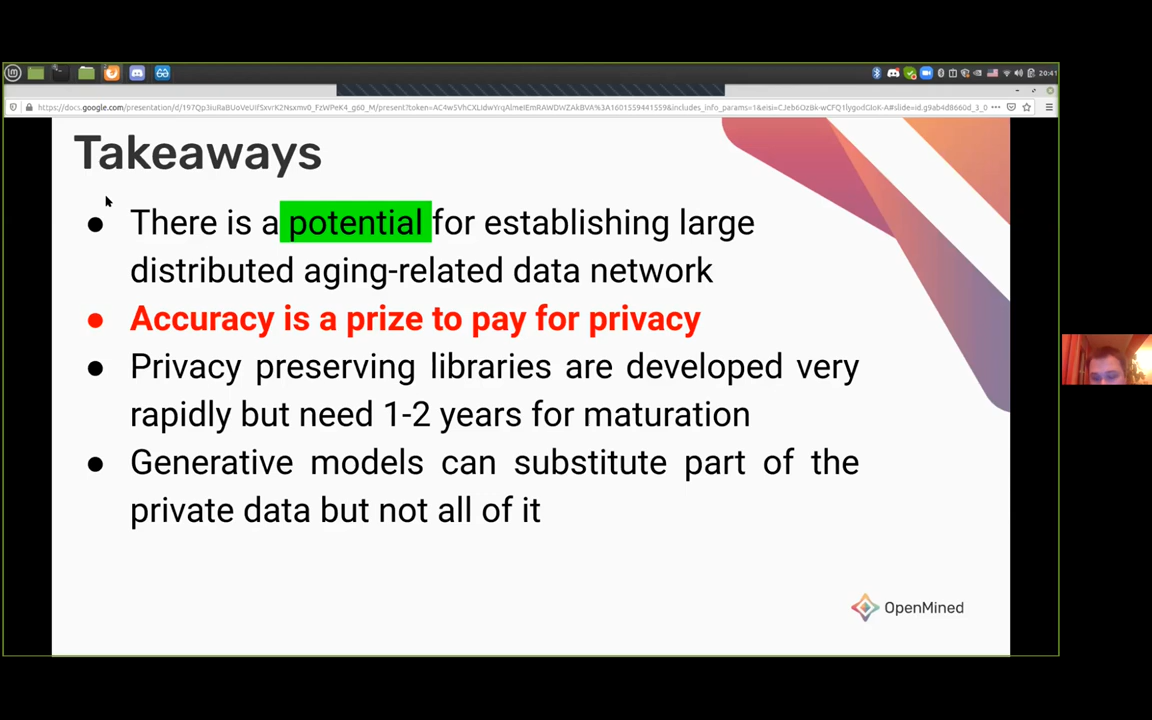 20:41
Takeaways
There is a potential for establishing large
distributed aging-related data network
Accuracy is a prize to pay for privacy
Privacy preserving libraries are developed very
rapidly but need 1-2 years for maturation
Generative models can substitute part of the
private data but not all of it
OpenMined